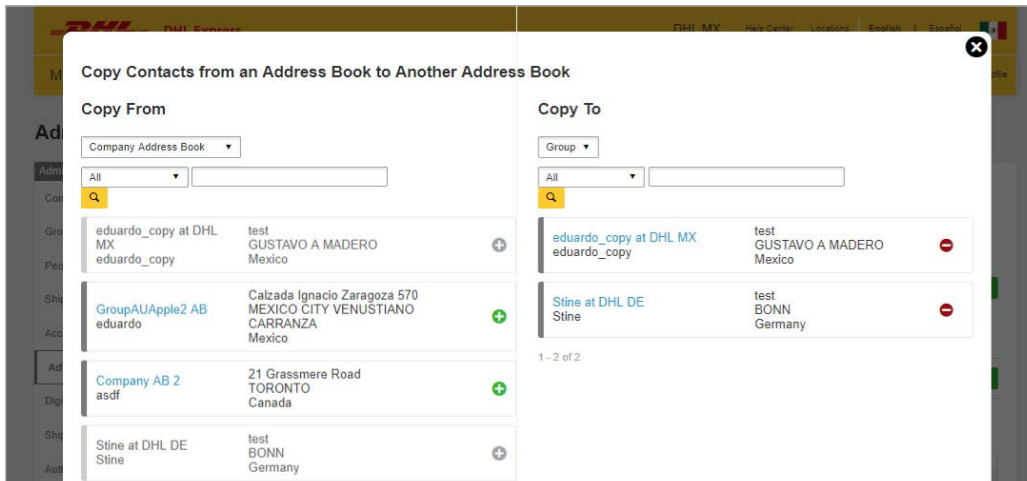 DHL Express
DHL MX
Help Center
Locations
English | Español
Copy Contacts from an Address Book to Another Address Book
Copy From
Company Address Book
All
eduardo_copy at DHL MX
eduardo_copy
test
GUSTAVO A MADERO
Mexico
GroupAUApple2 AB
eduardo
Calzada Ignacio Zaragoza 570
MEXICO CITY VENUSTIANO
CARRANZA
Mexico
Company AB 2
asdf
21 Grassmere Road
TORONTO
Canada
Stine at DHL DE
Stine
test
BONN
Germany
Copy To
Group
All
eduardo_copy at DHL MX
eduardo_copy
test
GUSTAVO A MADERO
Mexico
Stine at DHL DE
Stine
test
BONN
Germany
1 - 2 of 2